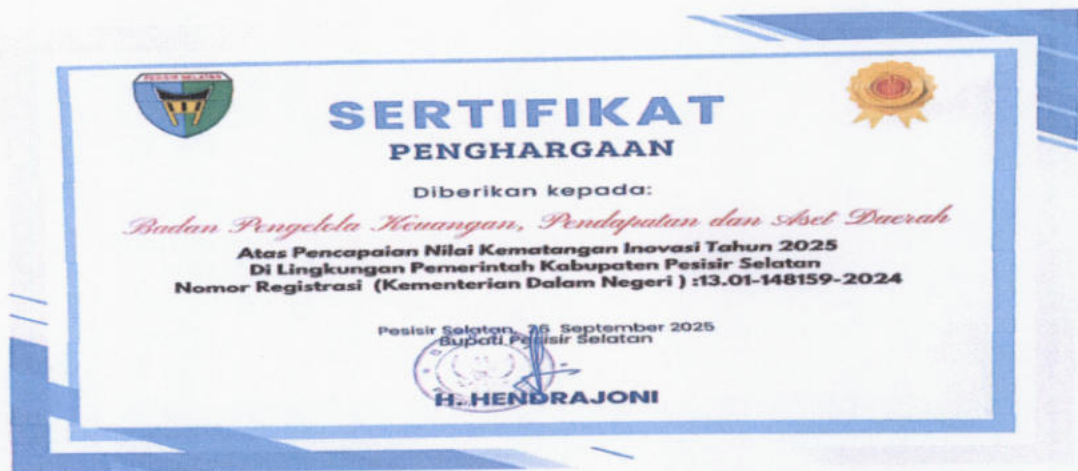 PESISIR SELATAN
SERTIFIKAT
PENGHARGAAN
Diberikan kepada:
Badan Pengelola Keuangan, Pendapatan dan Aset Daerah
Atas Pencapaian Nilai Kematangan Inovasi Tahun 2025
Di Lingkungan Pemerintah Kabupaten Pesisir Selatan
Nomor Registrasi (Kementerian Dalam Negeri ) :13.01-148159-2024
Pesisir Selatan, 26 September 2025
Bupati Pesisir Selatan
H. HENDRAJONI